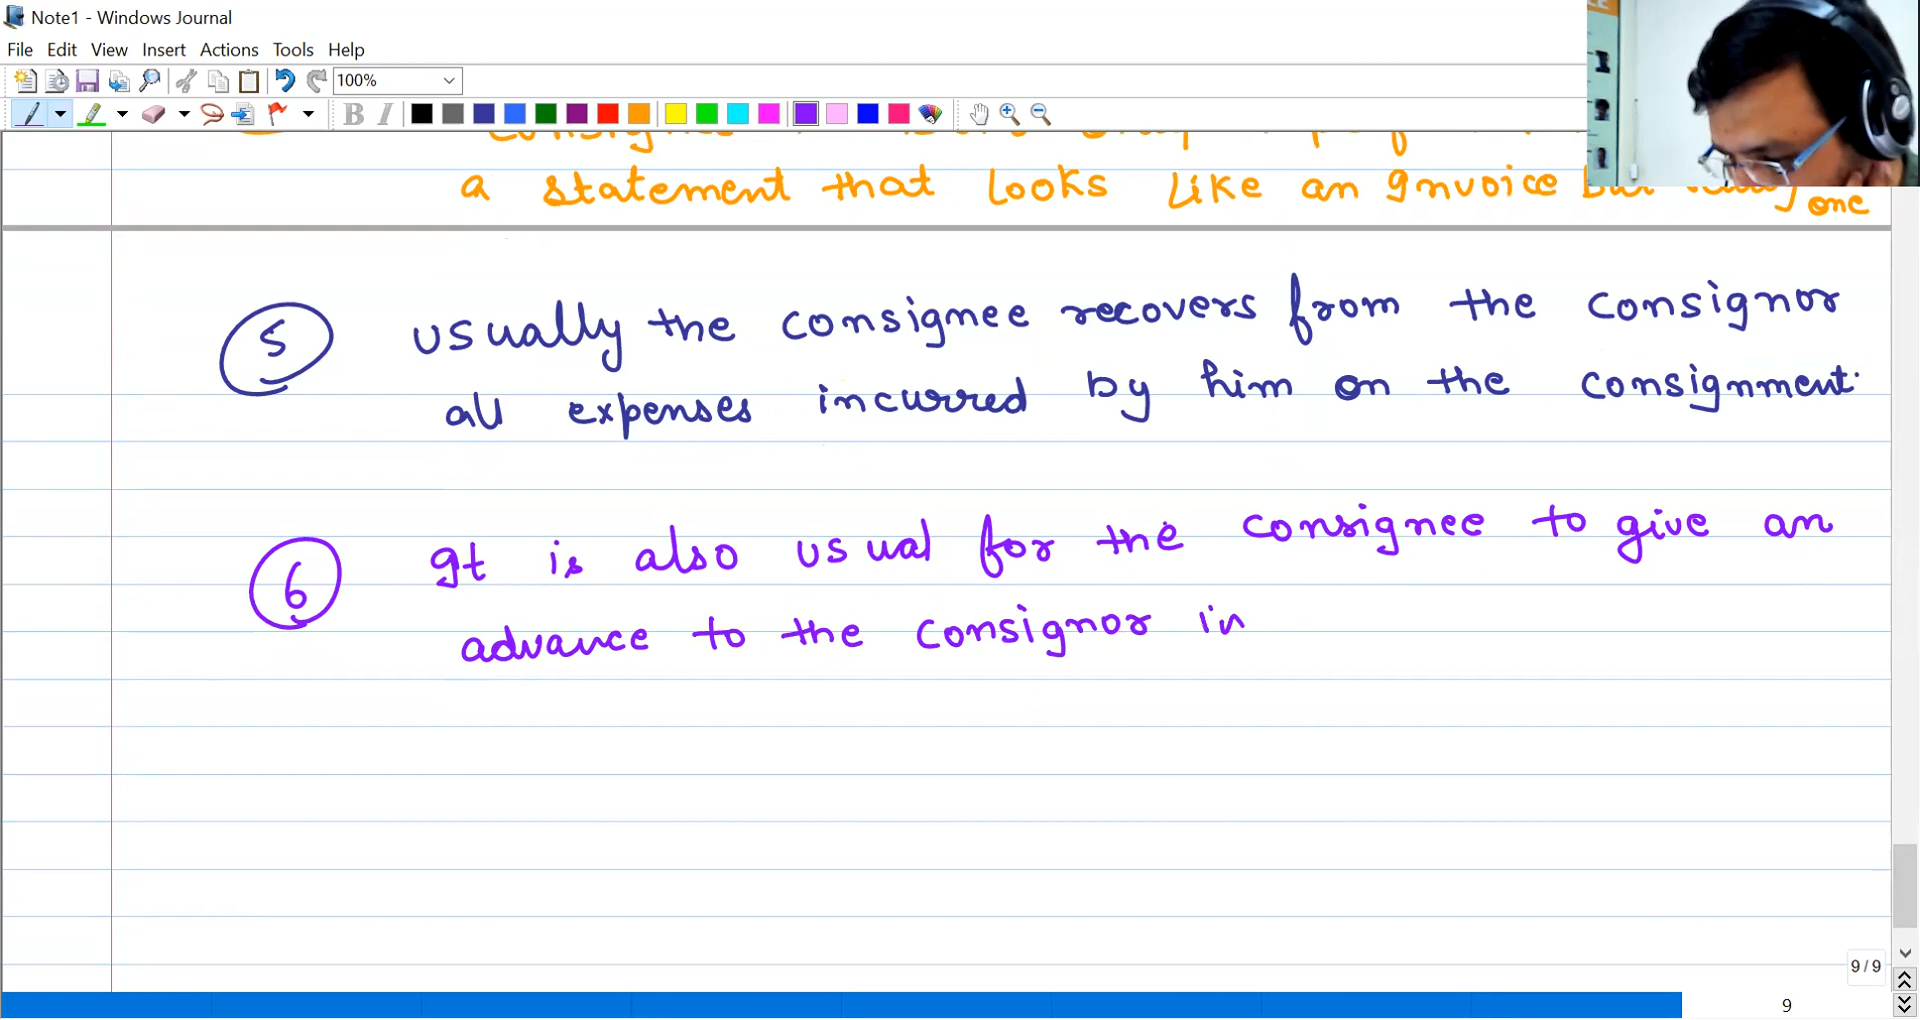 Note1 - Windows Journal
File Edit View Insert Actions Tools Help
100%
B I
consignee
a statement that looks like an Invoice but
one
5 usually the consignee recovers from the consignor
all expenses incurred by him on the consignment.
6 It is also usual for the consignee to give an
advance to the consignor in
9 / 9
9